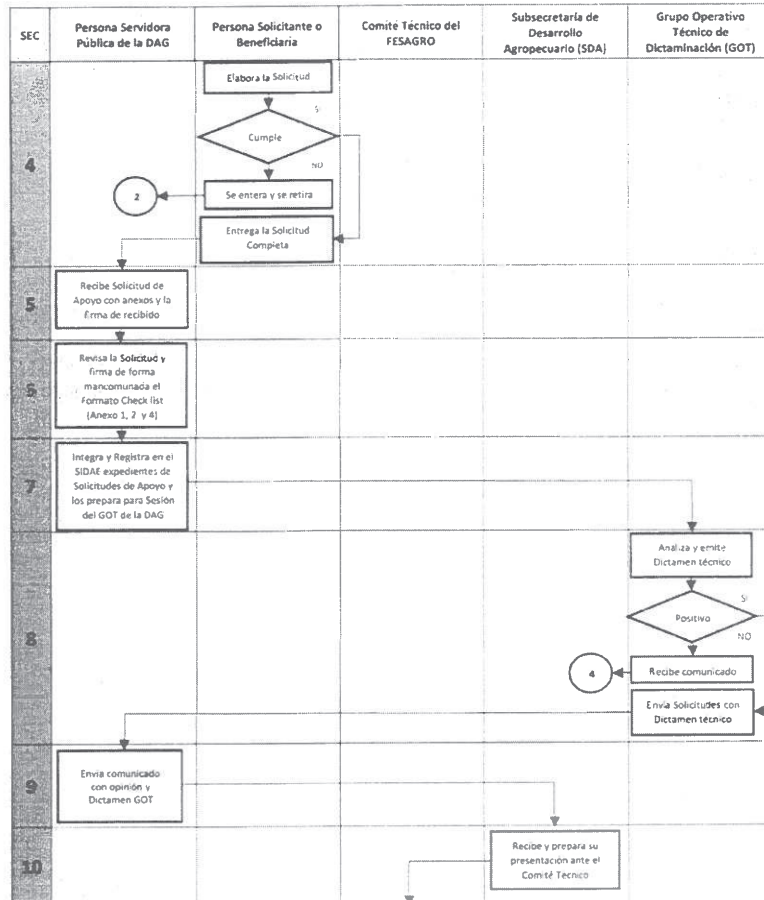 SEC
Persona Servidora
Pública de la DAG
Persona Solicitante o
Beneficiaria
Comité Técnico del
FESAGRO
Subsecretaría de
Desarrollo
Agropecuario (SDA)
Grupo Operativo
Técnico de
Dictaminación (GOT)
4
Elabora la Solicitud
SI
Cumple
NO
2
Se entera y se retira
Entrega la Solicitud
Completa
5
Recibe Solicitud de
Apoyo con anexos y la
firma de recibido
Revisa la Solicitud y
firma de forma
mancomunada el
Formato Check list
(Anexo 1, 2 y 4)
7
Integra y Registra en el
SIDAE expedientes de
Solicitudes de Apoyo y
los prepara para Sesión
del GOT de la DAG
8
Analiza y emite
Dictamen técnico
SI
Positivo
NO
4
Recibe comunicado
Envía Solicitudes con
Dictamen técnico
9
Envía comunicado
con opinión y
Dictamen GOT
10
Recibe y prepara su
presentación ante el
Comité Tecnico